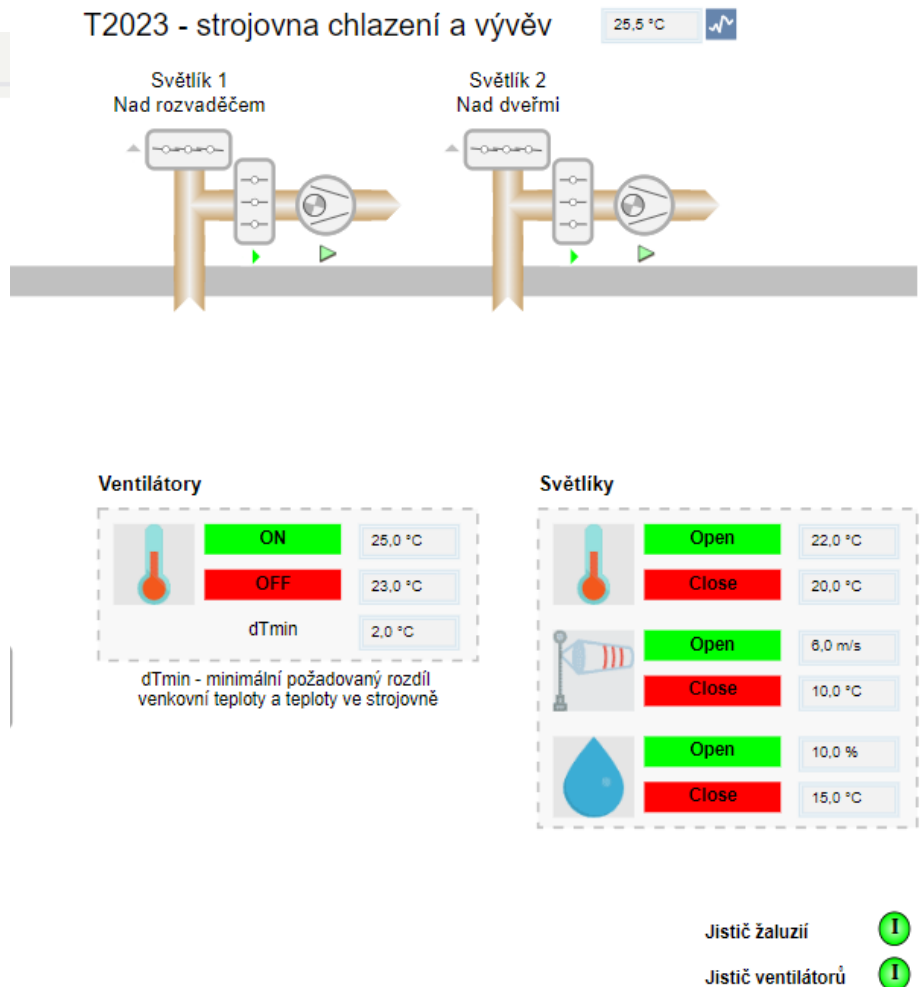 T2023 - strojovna chlazení a vývěv 25,5 °C
Světlík 1
Nad rozvaděčem
Světlík 2
Nad dveřmi
Ventilátory
ON 25,0 °C
OFF 23,0 °C
dTmin 2,0 °C
dTmin - minimální požadovaný rozdíl
venkovní teploty a teploty ve strojovně
Světlíky
Open 22,0 °C
Close 20,0 °C
Open 6,0 m/s
Close 10,0 °C
Open 10,0 %
Close 15,0 °C
Jistič žaluzií I
Jistič ventilátorů I